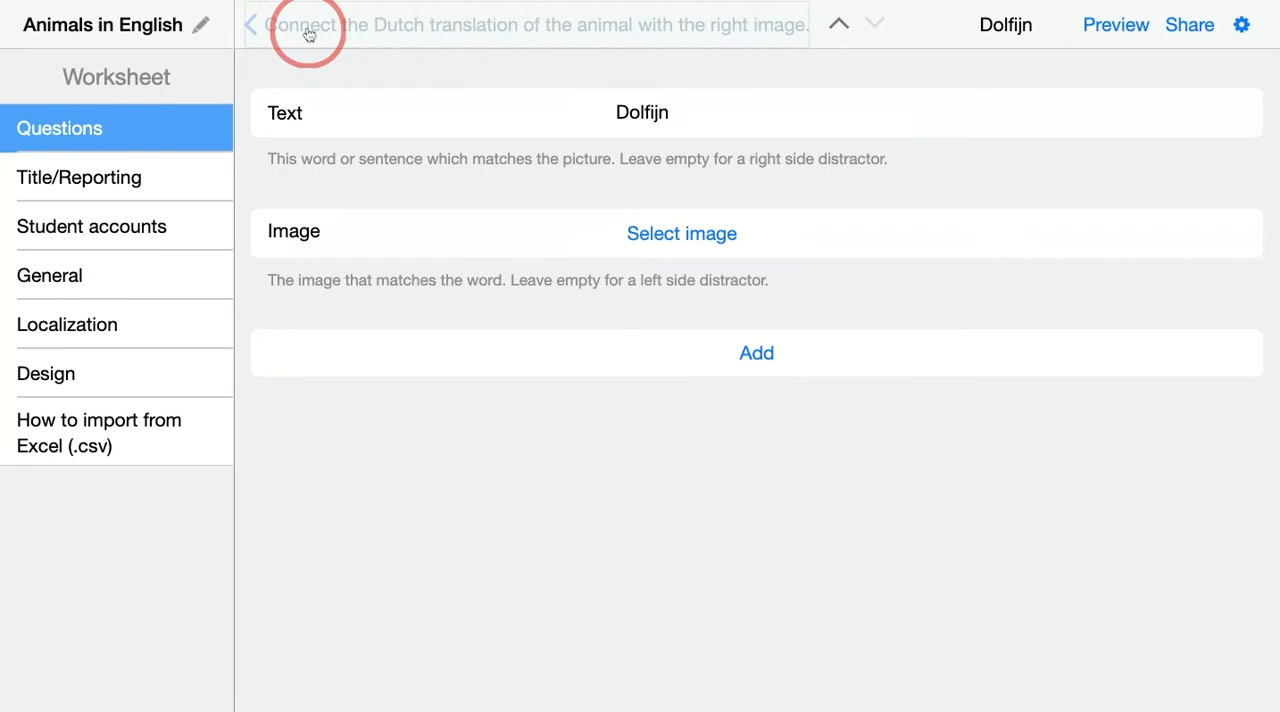 Animals in English
Connect the Dutch translation of the animal with the right image.
Dolfijn
Preview
Share
Worksheet
Questions
Title/Reporting
Student accounts
General
Localization
Design
How to import from
Excel (.csv)
Text
Dolfijn
This word or sentence which matches the picture. Leave empty for a right side distractor.
Image
Select image
The image that matches the word. Leave empty for a left side distractor.
Add